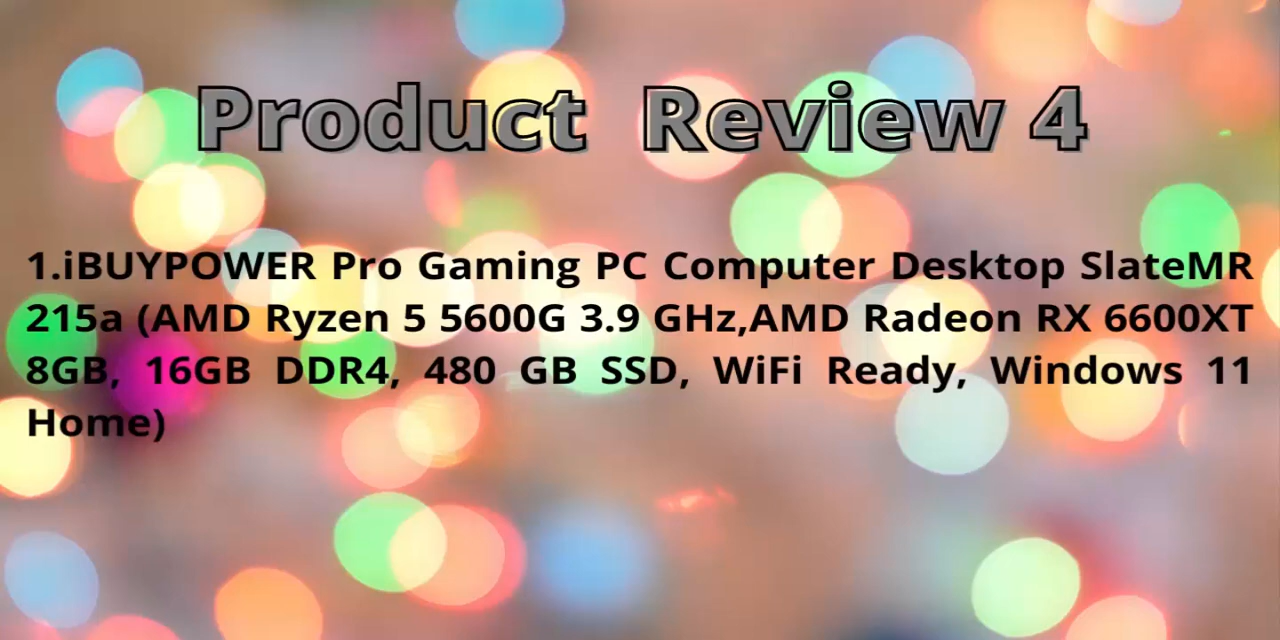 Product Review 4
1.iBUYPOWER Pro Gaming PC Computer Desktop SlateMR
215a (AMD Ryzen 5 5600G 3.9 GHz,AMD Radeon RX 6600XT
8GB, 16GB DDR4, 480 GB SSD, WiFi Ready, Windows 11
Home)